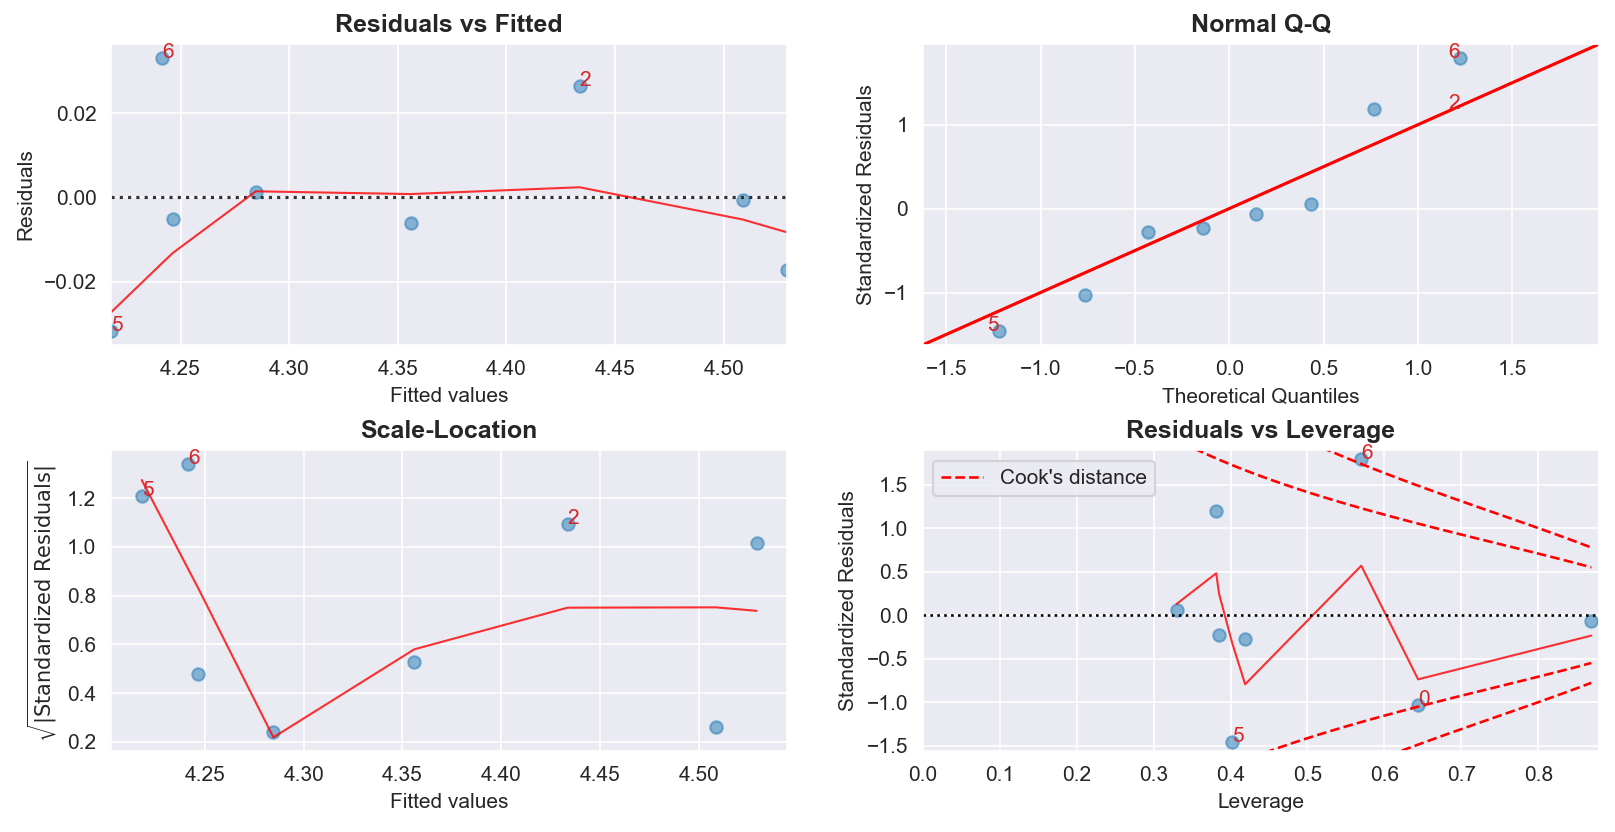 Residuals vs Fitted
Residuals
0.02
0.00
−0.02
6
2
5
4.25 4.30 4.35 4.40 4.45 4.50
Fitted values
Normal Q-Q
Standardized Residuals
1
0
−1
6
2
5
−1.5 −1.0 −0.5 0.0 0.5 1.0 1.5
Theoretical Quantiles
Scale-Location
√|Standardized Residuals|
1.2
1.0
0.8
0.6
0.4
0.2
6
5
2
4.25 4.30 4.35 4.40 4.45 4.50
Fitted values
Residuals vs Leverage
Cook's distance
Standardized Residuals
1.5
1.0
0.5
0.0
−0.5
−1.0
−1.5
6
0
5
0.0 0.1 0.2 0.3 0.4 0.5 0.6 0.7 0.8
Leverage